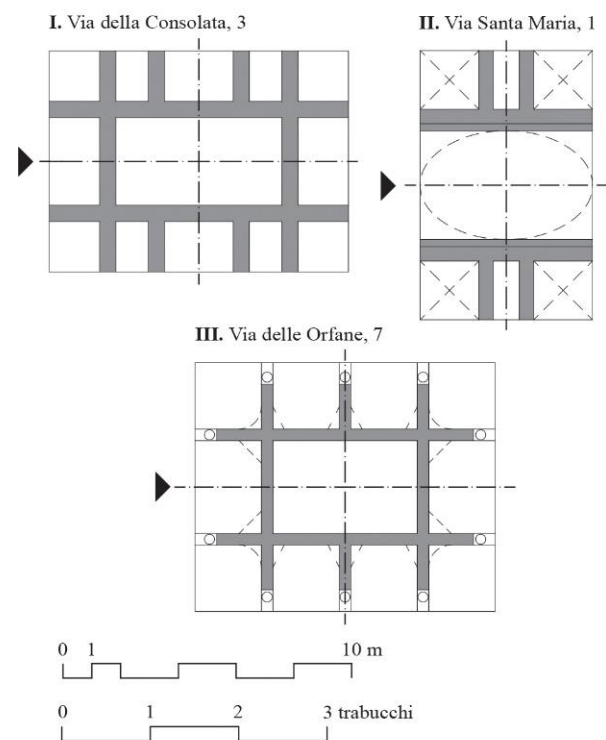 I. Via della Consolata, 3
II. Via Santa Maria, 1
III. Via delle Orfane, 7
0 1 10 m
0 1 2 3 trabucchi